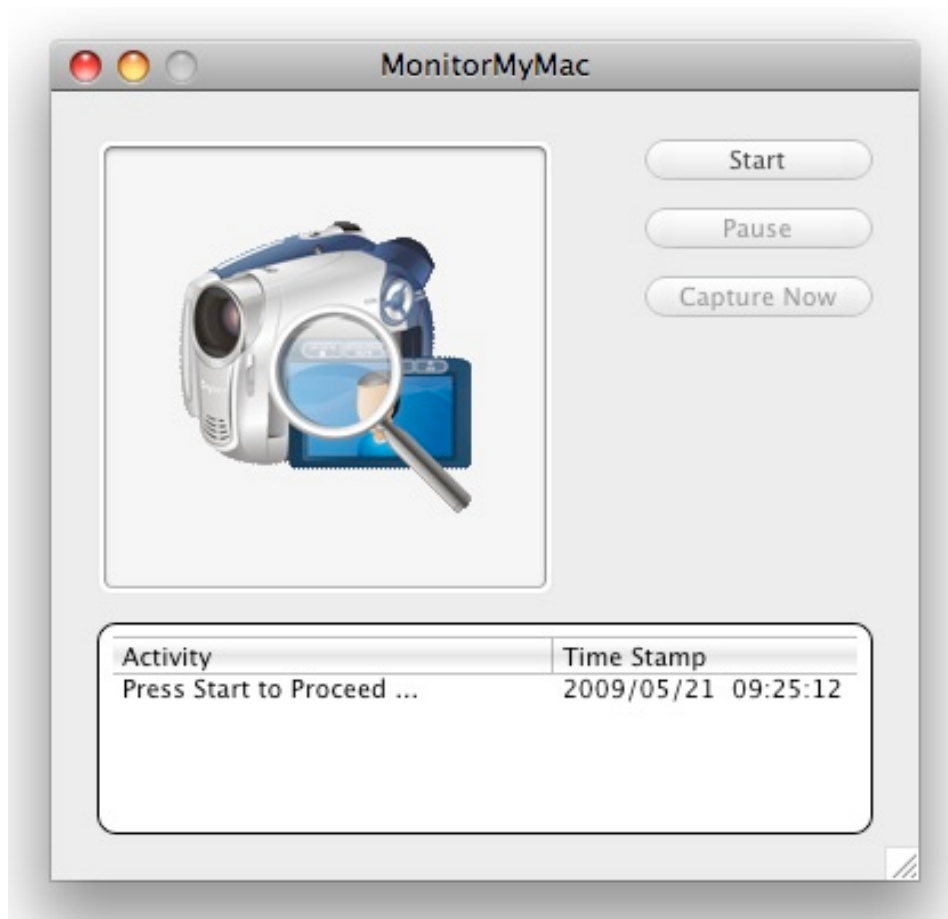 MonitorMyMac
Start
Pause
Capture Now
Activity Time Stamp
Press Start to Proceed ... 2009/05/21 09:25:12